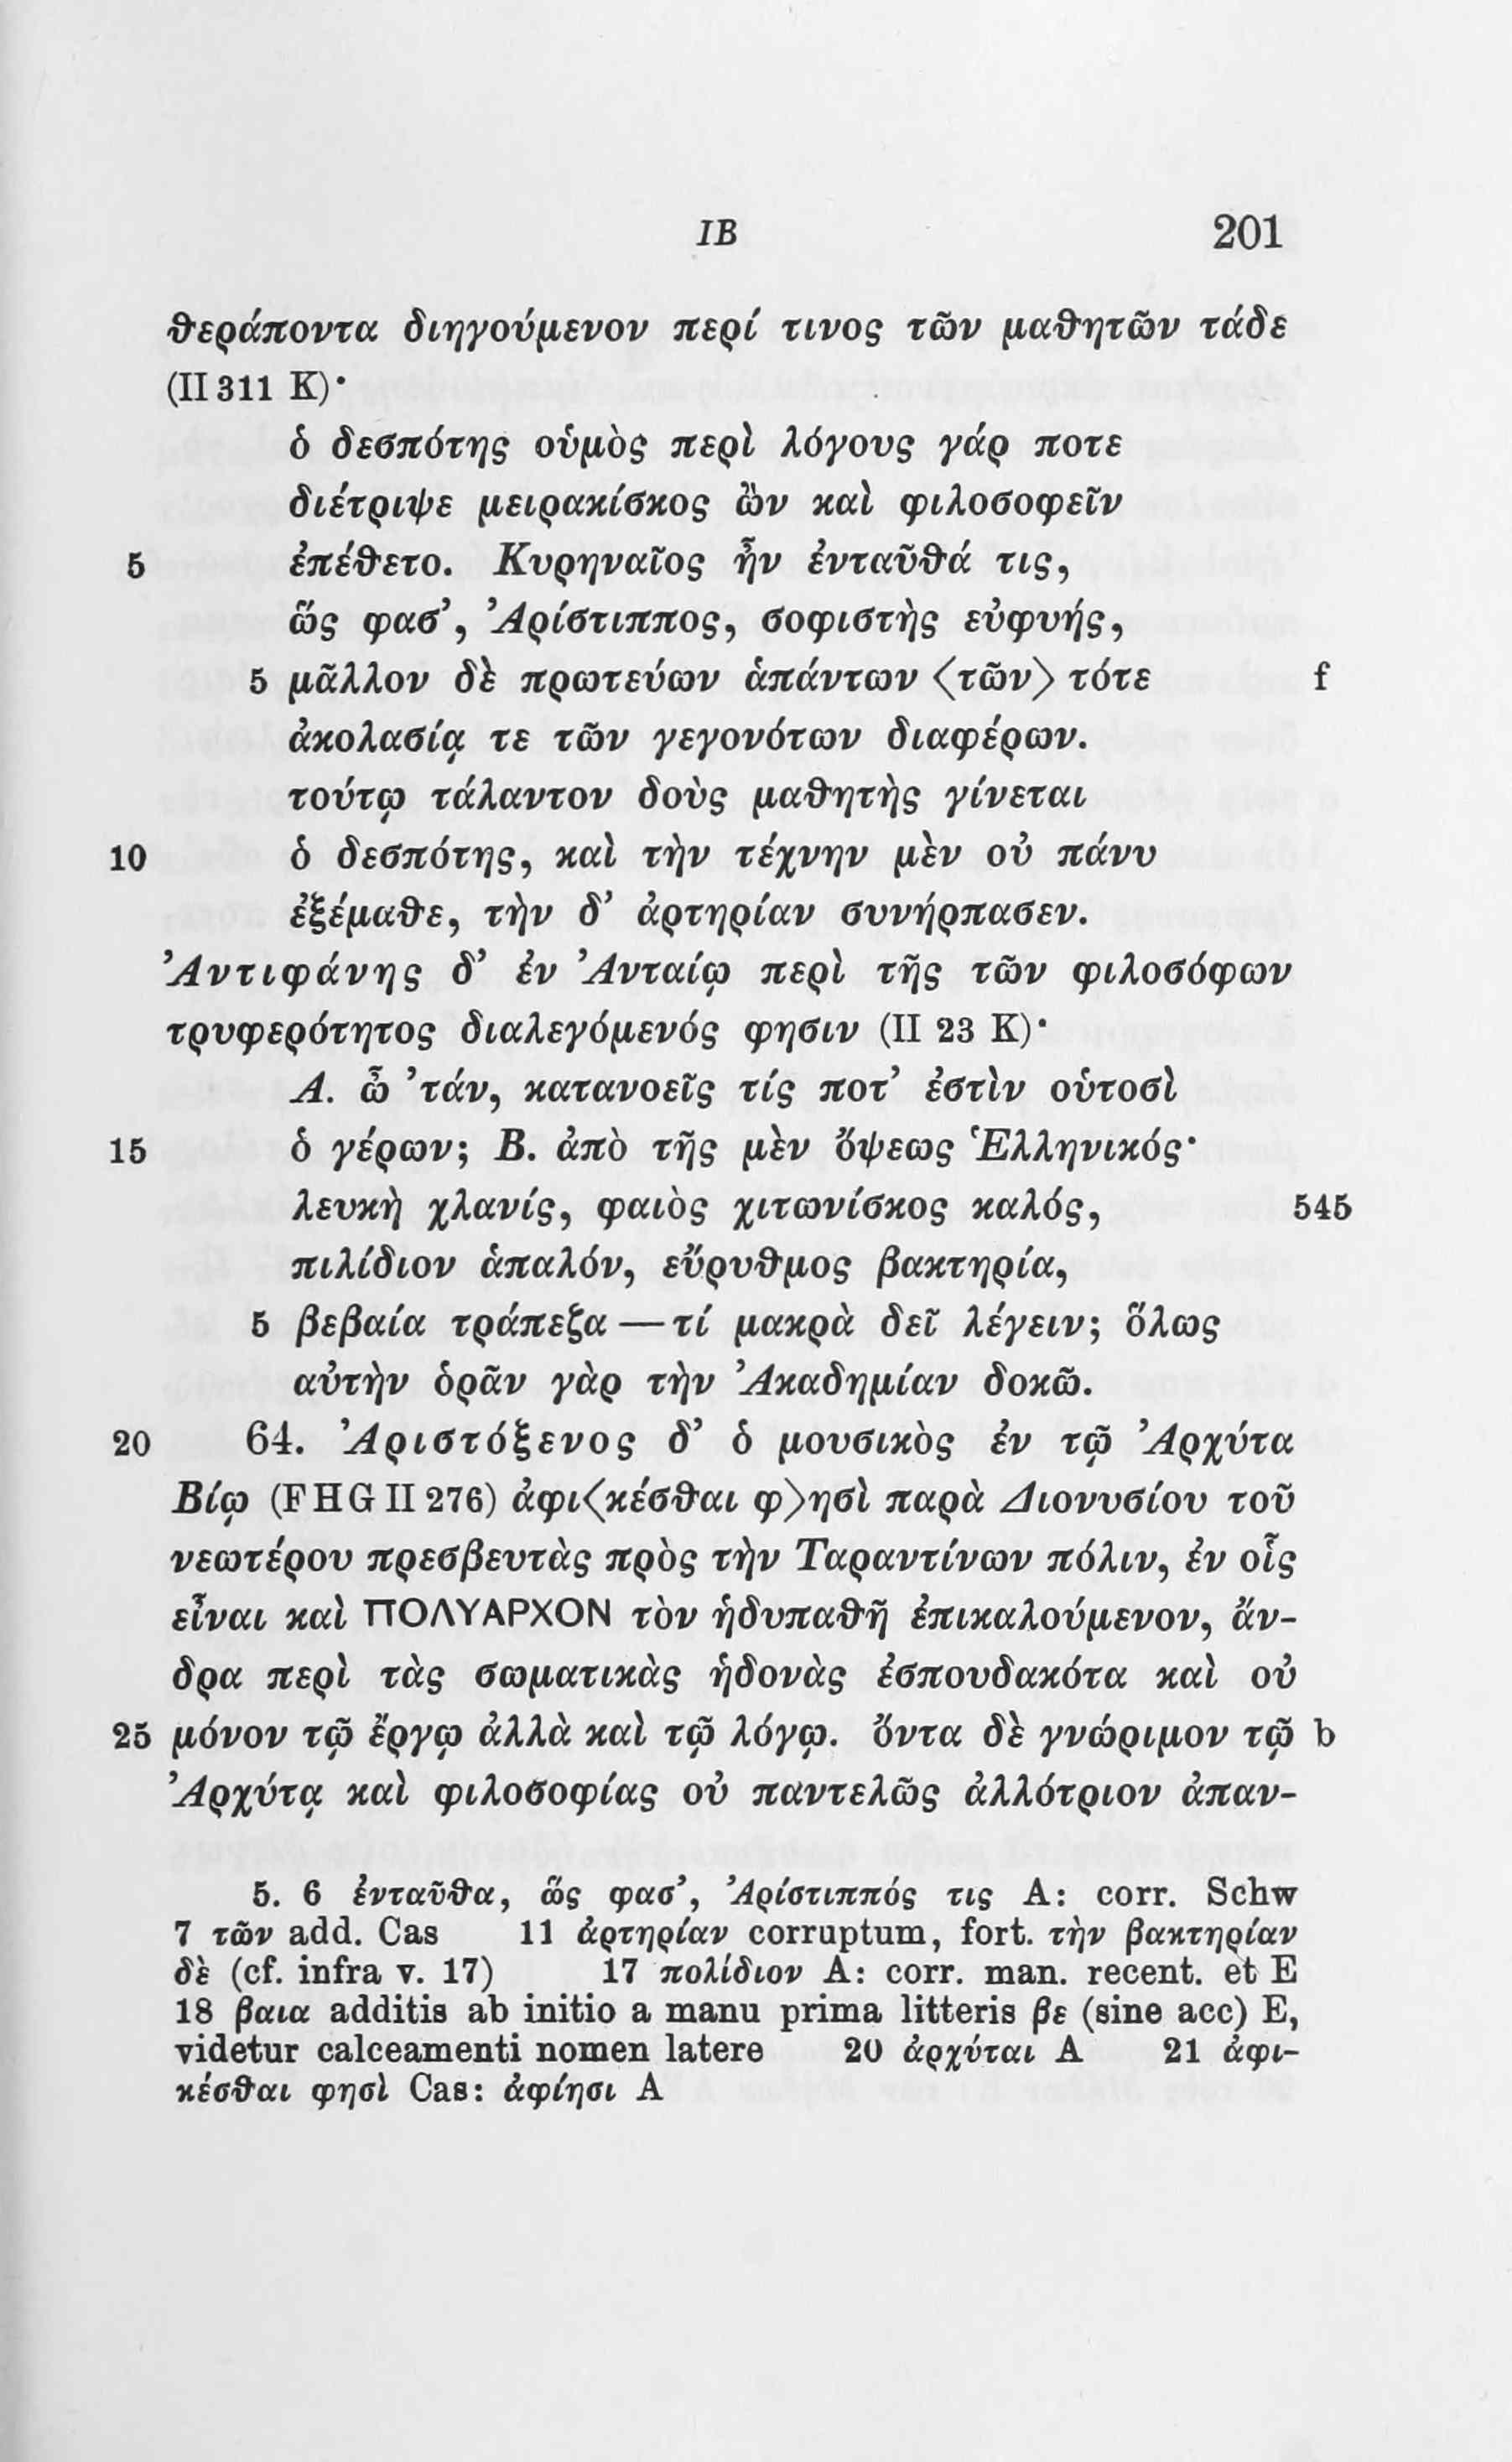 IB 201
θεράποντα διηγούμενον περί τινος τῶν μαθητῶν τάδε
(II 311 K)·
ὁ δεσπότης οὑμὸς περὶ λόγους γάρ ποτε
διέτριψε μειρακίσκος ὢν καὶ φιλοσοφεῖν
5 ἐπέθετο. Κυρηναῖος ἦν ἐνταῦθά τις,
ὥς φασ’, Ἀρίστιππος, σοφιστὴς εὐφυής,
5 μᾶλλον δὲ πρωτεύων ἁπάντων ⟨τῶν⟩ τότε f
ἀκολασίᾳ τε τῶν γεγονότων διαφέρων.
τούτῳ τάλαντον δοὺς μαθητὴς γίνεται
10 ὁ δεσπότης, καὶ τὴν τέχνην μὲν οὐ πάνυ
ἐξέμαθε, τὴν δ’ ἀρτηρίαν συνήρπασεν.
Ἀντιφάνης δ’ ἐν Ἀνταίῳ περὶ τῆς τῶν φιλοσόφων
τρυφερότητος διαλεγόμενός φησιν (II 23 K)·
Α. ὦ ’τάν, κατανοεῖς τίς ποτ’ ἐστὶν οὑτοσὶ
15 ὁ γέρων; Β. ἀπὸ τῆς μὲν ὄψεως Ἑλληνικός·
λευκὴ χλανίς, φαιὸς χιτωνίσκος καλός, 545
πιλίδιον ἁπαλόν, εὔρυθμος βακτηρία,
5 βεβαία τράπεζα — τί μακρὰ δεῖ λέγειν; ὅλως
αὐτὴν ὁρᾶν γὰρ τὴν Ἀκαδημίαν δοκῶ.
20 64. Ἀριστόξενος δ’ ὁ μουσικὸς ἐν τῷ Ἀρχύτα
Βίῳ (FHG II 276) ἀφι⟨κέσθαι φ⟩ησὶ παρὰ Διονυσίου τοῦ
νεωτέρου πρεσβευτὰς πρὸς τὴν Ταραντίνων πόλιν, ἐν οἷς
εἶναι καὶ ΠΟΛΥΑΡΧΟΝ τὸν ἡδυπαθῆ ἐπικαλούμενον, ἄν-
δρα περὶ τὰς σωματικὰς ἡδονὰς ἐσπουδακότα καὶ οὐ
25 μόνον τῷ ἔργῳ ἀλλὰ καὶ τῷ λόγῳ. ὄντα δὲ γνώριμον τῷ b
Ἀρχύτᾳ καὶ φιλοσοφίας οὐ παντελῶς ἀλλότριον ἀπαν-
5. 6 ἐνταῦθα, ὥς φασ’, Ἀρίστιππός τις A: corr. Schw
7 τῶν add. Cas 11 ἀρτηρίαν corruptum, fort. τὴν βακτηρίαν
δὲ (cf. infra v. 17) 17 πολίδιον A: corr. man. recent. et E
18 βαια additis ab initio a manu prima litteris βε (sine acc) E,
videtur calceamenti nomen latere 20 ἀρχύται A 21 ἀφι-
κέσθαι φησὶ Cas: ἀφίησι A